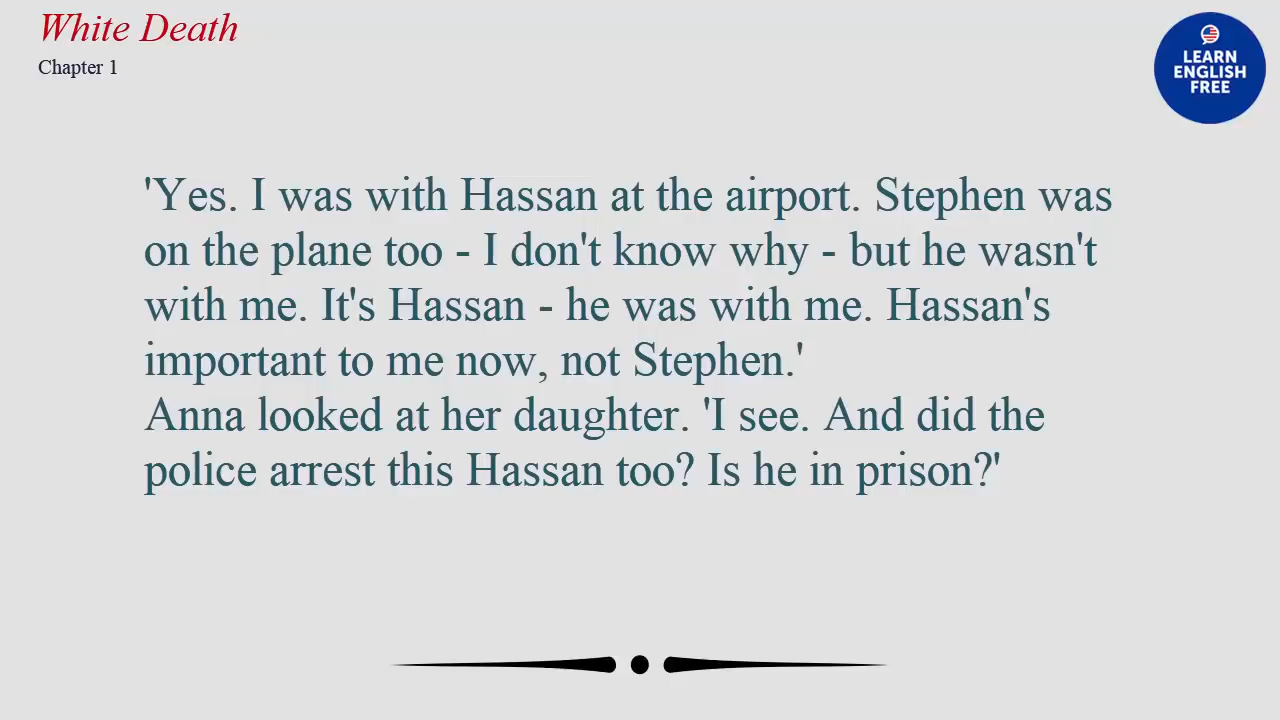 White Death
Chapter 1
LEARN
ENGLISH
FREE
'Yes. I was with Hassan at the airport. Stephen was
on the plane too - I don't know why - but he wasn't
with me. It's Hassan - he was with me. Hassan's
important to me now, not Stephen.'
Anna looked at her daughter. 'I see. And did the
police arrest this Hassan too? Is he in prison?'